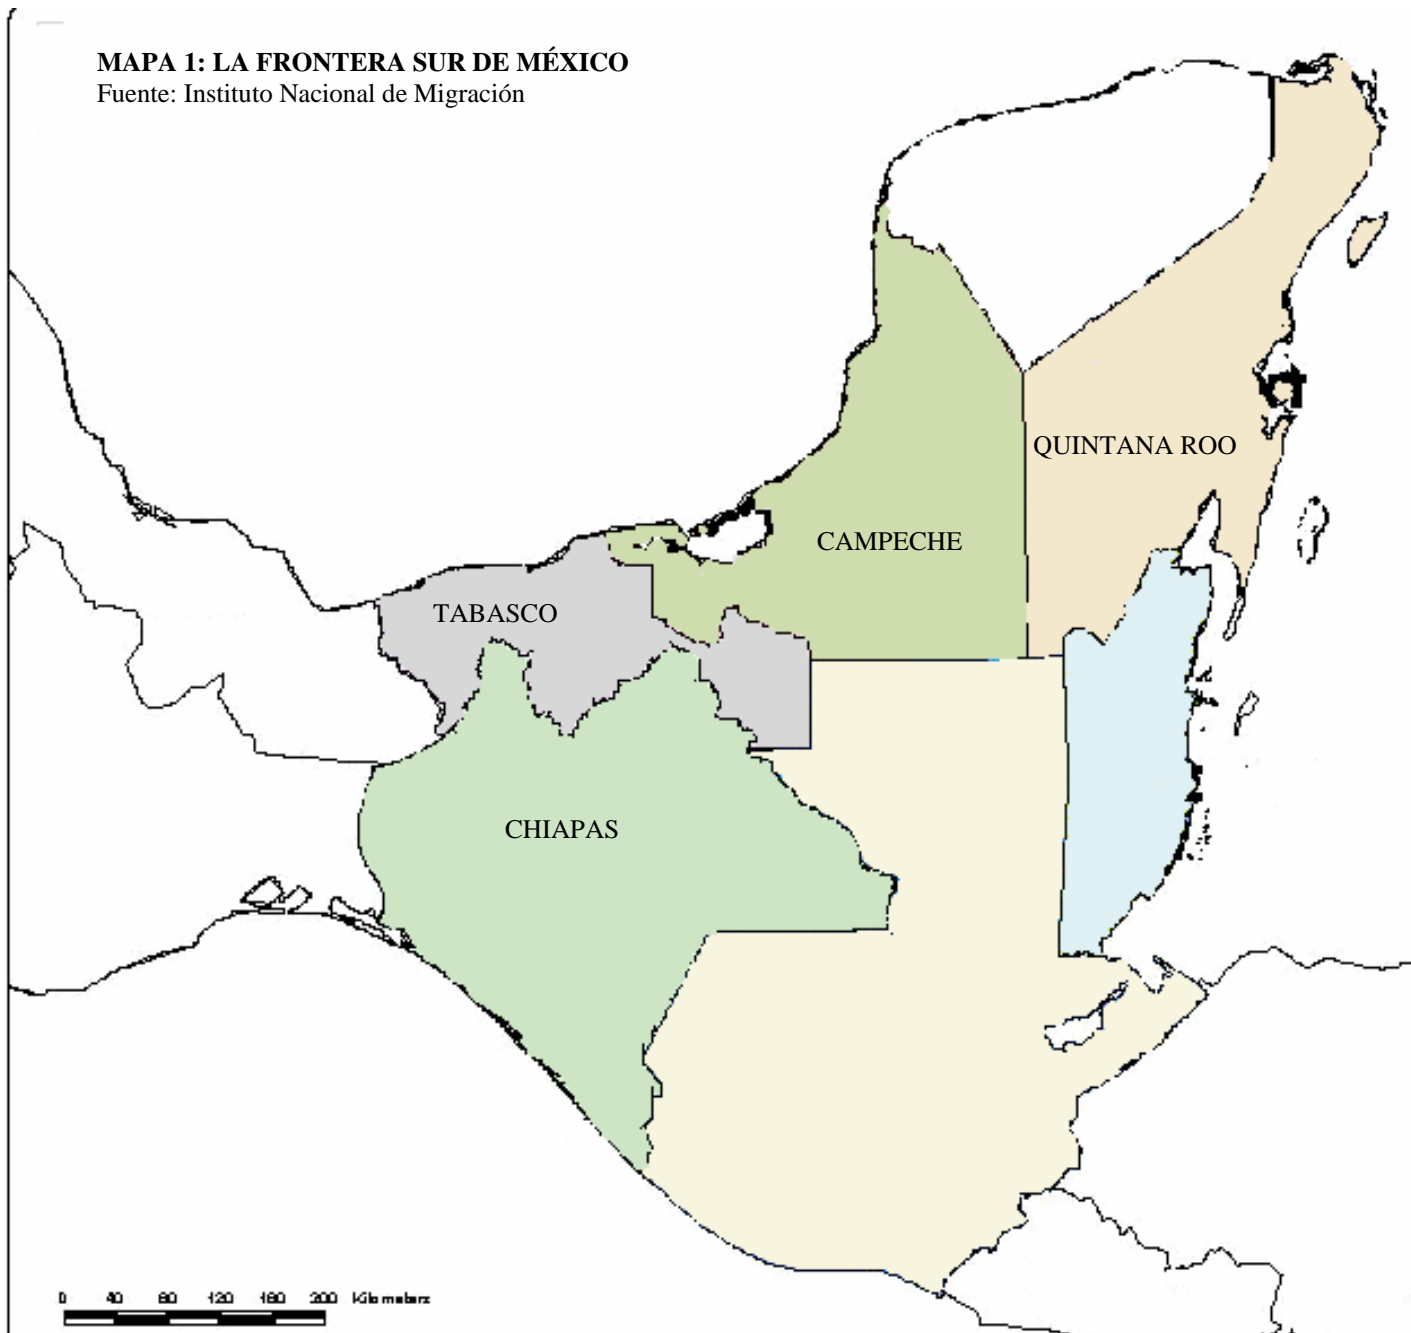 MAPA 1: LA FRONTERA SUR DE MÉXICO
Fuente: Instituto Nacional de Migración
QUINTANA ROO
CAMPECHE
TABASCO
CHIAPAS
0 40 80 120 160 200 Kilometers